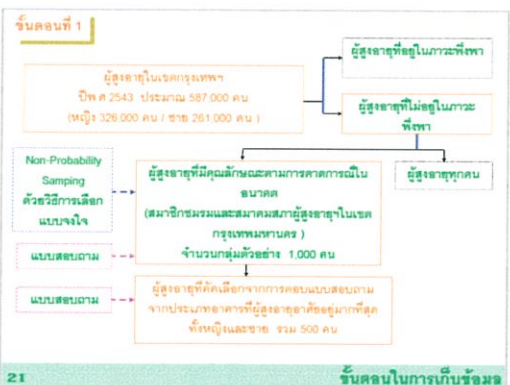 ขั้นตอนที่ 1
ผู้สูงอายุที่อยู่ในภาวะพึ่งพา
ผู้สูงอายุในเขตกรุงเทพฯ
ปีพ.ศ.2543 ประมาณ 587,000 คน
(หญิง 326,000 คน / ชาย 261,000 คน )
ผู้สูงอายุที่ไม่อยู่ในภาวะ
พึ่งพา
Non-Probability
Samping
ด้วยวิธีการเลือก
แบบจงใจ
ผู้สูงอายุที่มีคุณลักษณะตามการคาดการณ์ใน
อนาคต
(สมาชิกชมรมและสมาคมสภาผู้สูงอายุฯในเขต
กรุงเทพมหานคร )
จำนวนกลุ่มตัวอย่าง 1,000 คน
ผู้สูงอายุทุกคน
แบบสอบถาม
แบบสอบถาม
ผู้สูงอายุที่คัดเลือกจากการตอบแบบสอบถาม
จากประเภทอาคารที่ผู้สูงอายุอาศัยอยู่มากที่สุด
ทั้งหญิงและชาย รวม 500 คน
21
ขั้นตอนในการเก็บข้อมูล